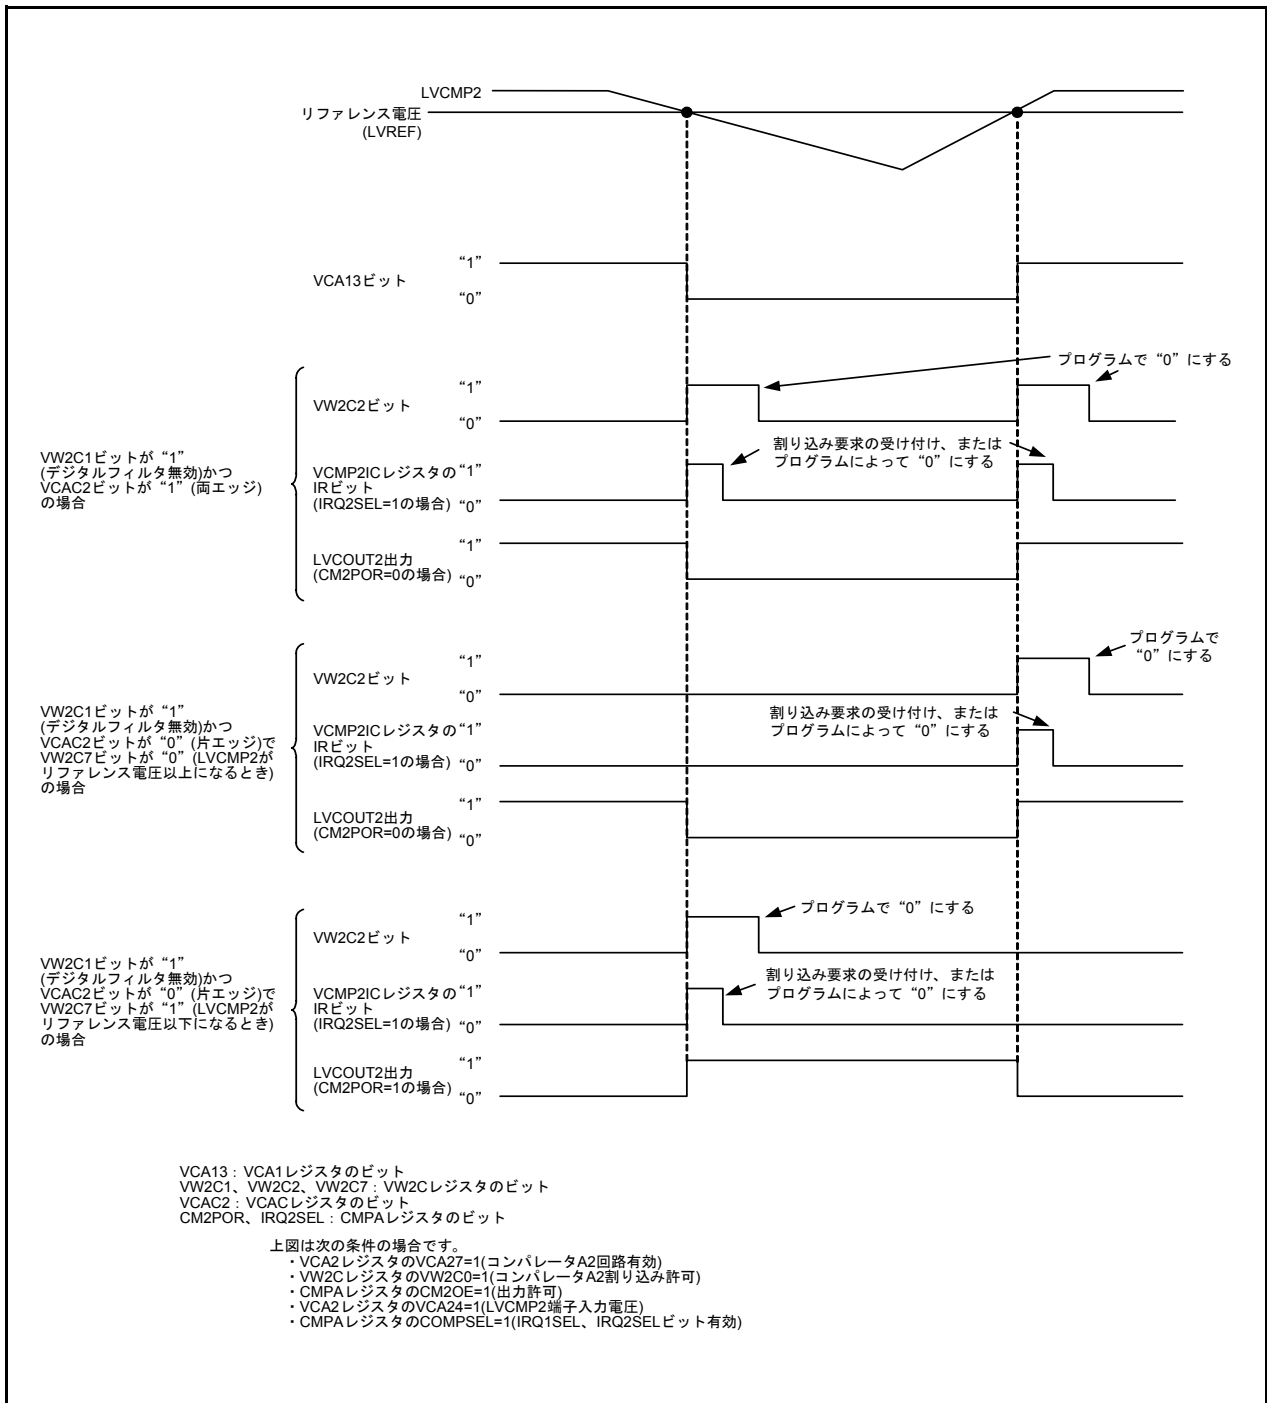 LVCMP2
リファレンス電圧
(LVREF)
“1”
VCA13ビット
“0”
プログラムで“0”にする
“1”
VW2C2ビット
“0”
割り込み要求の受け付け、または
プログラムによって“0”にする
VW2C1ビットが“1”
(デジタルフィルタ無効)かつ
VCAC2ビットが“1”(両エッジ)
の場合
VCMP2ICレジスタの“1”
IRビット
(IRQ2SEL=1の場合) “0”
“1”
LVCOUT2出力
(CM2POR=0の場合) “0”
プログラムで
“0”にする
“1”
VW2C2ビット
“0”
割り込み要求の受け付け、または
プログラムによって“0”にする
VW2C1ビットが“1”
(デジタルフィルタ無効)かつ
VCAC2ビットが“0”(片エッジ)で
VW2C7ビットが“0”(LVCMP2が
リファレンス電圧以上になるとき)
の場合
VCMP2ICレジスタの“1”
IRビット
(IRQ2SEL=1の場合) “0”
“1”
LVCOUT2出力
(CM2POR=0の場合) “0”
プログラムで“0”にする
“1”
VW2C2ビット
“0”
割り込み要求の受け付け、または
プログラムによって“0”にする
VW2C1ビットが“1”
(デジタルフィルタ無効)かつ
VCAC2ビットが“0”(片エッジ)で
VW2C7ビットが“1”(LVCMP2が
リファレンス電圧以下になるとき)
の場合
VCMP2ICレジスタの“1”
IRビット
(IRQ2SEL=1の場合) “0”
“1”
LVCOUT2出力
(CM2POR=1の場合) “0”
VCA13：VCA1レジスタのビット
VW2C1、VW2C2、VW2C7：VW2Cレジスタのビット
VCAC2：VCACレジスタのビット
CM2POR、IRQ2SEL：CMPAレジスタのビット
上図は次の条件の場合です。
・VCA2レジスタのVCA27=1(コンパレータA2回路有効)
・VW2CレジスタのVW2C0=1(コンパレータA2割り込み許可)
・CMPAレジスタのCM2OE=1(出力許可)
・VCA2レジスタのVCA24=1(LVCMP2端子入力電圧)
・CMPAレジスタのCOMPSEL=1(IRQ1SEL、IRQ2SELビット有効)